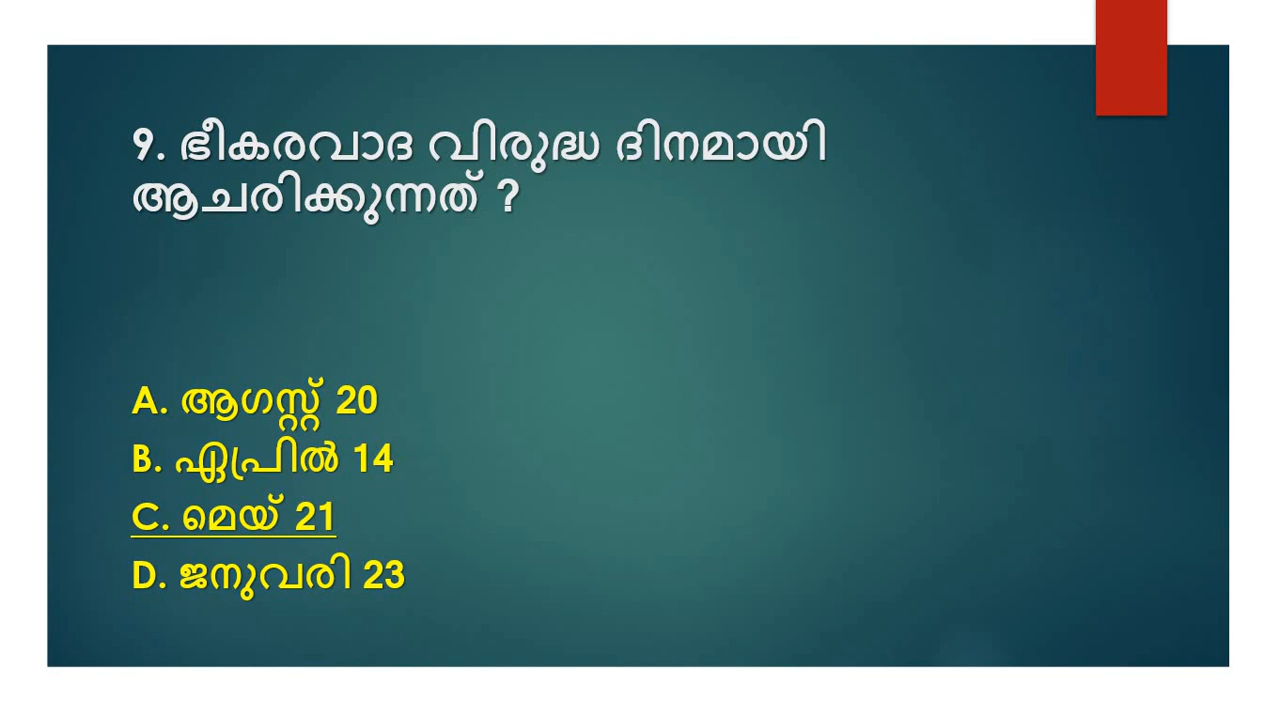 9. ഭീകരവാദ വിരുദ്ധ ദിനമായി
ആചരിക്കുന്നത് ?
A. ആഗസ്റ്റ് 20
B. ഏപ്രിൽ 14
C. മെയ് 21
D. ജനുവരി 23